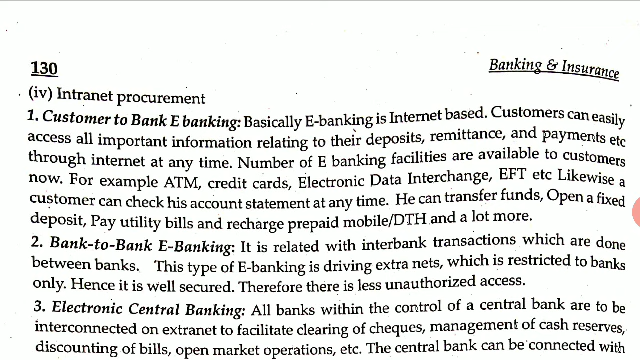 130
Banking & Insurance
(iv) Intranet procurement
1. Customer to Bank E banking: Basically E-banking is Internet based. Customers can easily
access all important information relating to their deposits, remittance, and payments etc
through internet at any time. Number of E banking facilities are available to customers
now. For example ATM, credit cards, Electronic Data Interchange, EFT etc Likewise a
customer can check his account statement at any time. He can transfer funds, Open a fixed
deposit, Pay utility bills and recharge prepaid mobile/DTH and a lot more.
2. Bank-to-Bank E-Banking: It is related with interbank transactions which are done
between banks. This type of E-banking is driving extra nets, which is restricted to banks
only. Hence it is well secured. Therefore there is less unauthorized access.
3. Electronic Central Banking: All banks within the control of a central bank are to be
interconnected on extranet to facilitate clearing of cheques, management of cash reserves,
discounting of bills, open market operations, etc. The central bank can be connected with